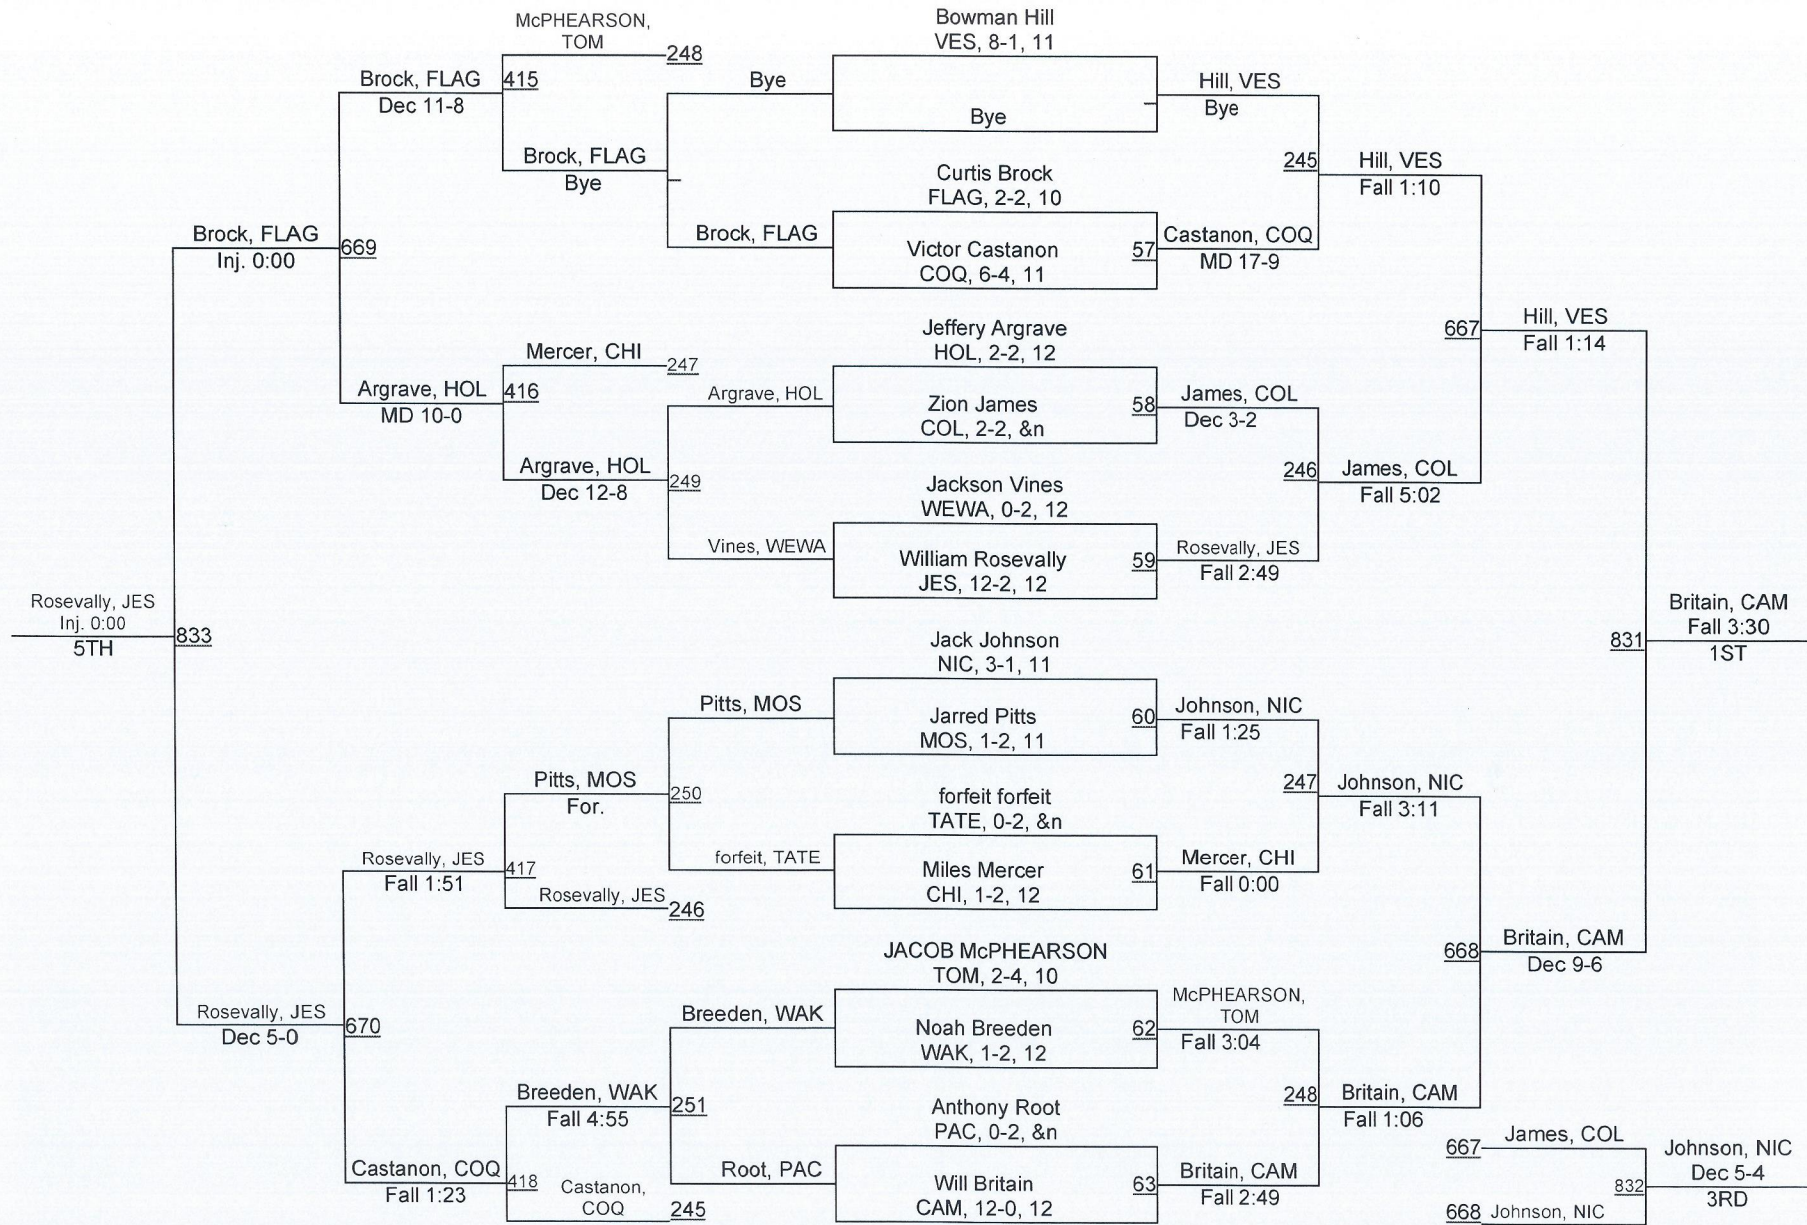 McPHEARSON,
TOM
248
Brock, FLAG
Dec 11-8
415
Brock, FLAG
Bye
Brock, FLAG
Inj. 0:00
669
Mercer, CHI
247
Argrave, HOL
MD 10-0
416
Argrave, HOL
Dec 12-8
249
Rosevally, JES
Inj. 0:00
5TH
833
Pitts, MOS
For.
250
Rosevally, JES
Fall 1:51
417
Rosevally, JES
246
Rosevally, JES
Dec 5-0
670
Breeden, WAK
Fall 4:55
251
Castanon, COQ
Fall 1:23
418
Castanon,
COQ
245
Bye
Brock, FLAG
Argrave, HOL
Vines, WEWA
Pitts, MOS
forfeit, TATE
Breeden, WAK
Root, PAC
Bowman Hill
VES, 8-1, 11
Bye
Curtis Brock
FLAG, 2-2, 10
Victor Castanon
COQ, 6-4, 11
57
Jeffery Argrave
HOL, 2-2, 12
Zion James
COL, 2-2, &n
58
Jackson Vines
WEWA, 0-2, 12
William Rosevally
JES, 12-2, 12
59
Jack Johnson
NIC, 3-1, 11
Jarred Pitts
MOS, 1-2, 11
60
forfeit forfeit
TATE, 0-2, &n
Miles Mercer
CHI, 1-2, 12
61
JACOB McPHEARSON
TOM, 2-4, 10
Noah Breeden
WAK, 1-2, 12
62
Anthony Root
PAC, 0-2, &n
Will Britain
CAM, 12-0, 12
63
Hill, VES
Bye
245
Castanon, COQ
MD 17-9
James, COL
Dec 3-2
246
Rosevally, JES
Fall 2:49
Johnson, NIC
Fall 1:25
247
Mercer, CHI
Fall 0:00
McPHEARSON,
TOM
Fall 3:04
248
Britain, CAM
Fall 2:49
Hill, VES
Fall 1:10
667
James, COL
Fall 5:02
Johnson, NIC
Fall 3:11
668
Britain, CAM
Fall 1:06
Hill, VES
Fall 1:14
831
Britain, CAM
Dec 9-6
Britain, CAM
Fall 3:30
1ST
667
James, COL
668
Johnson, NIC
832
Johnson, NIC
Dec 5-4
3RD